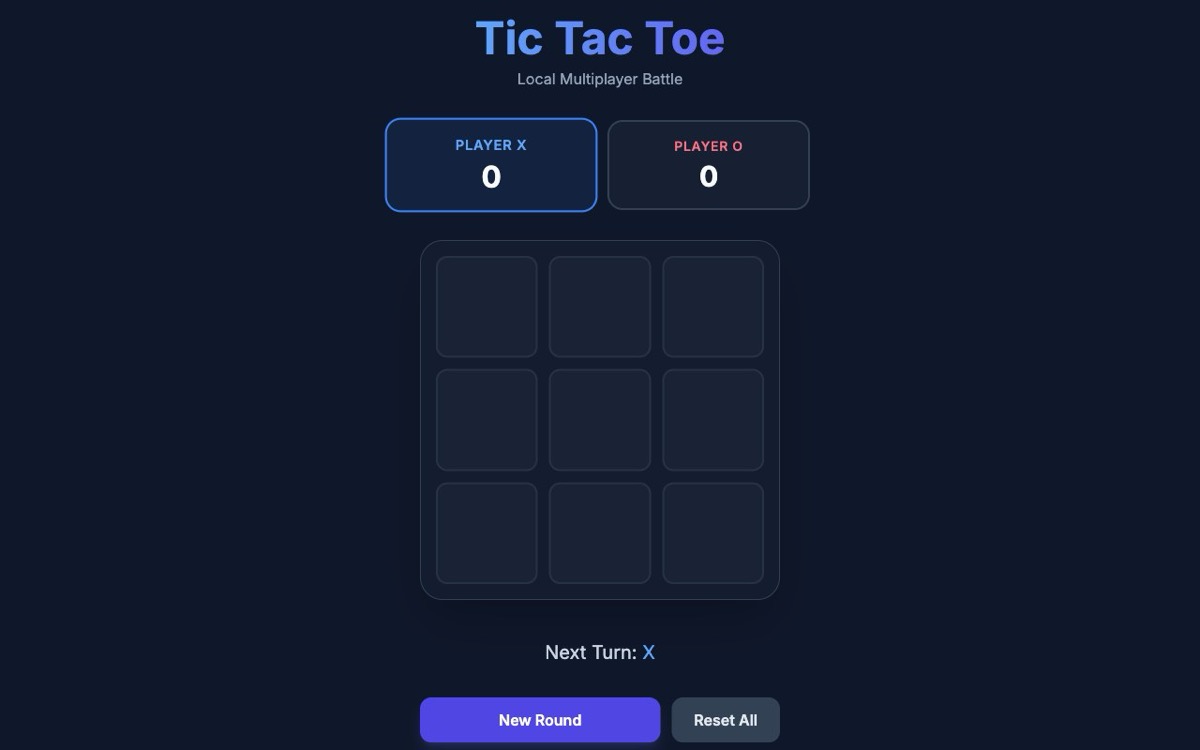 Tic Tac Toe
Local Multiplayer Battle
PLAYER X
0
PLAYER O
0
Next Turn: X
New Round
Reset All